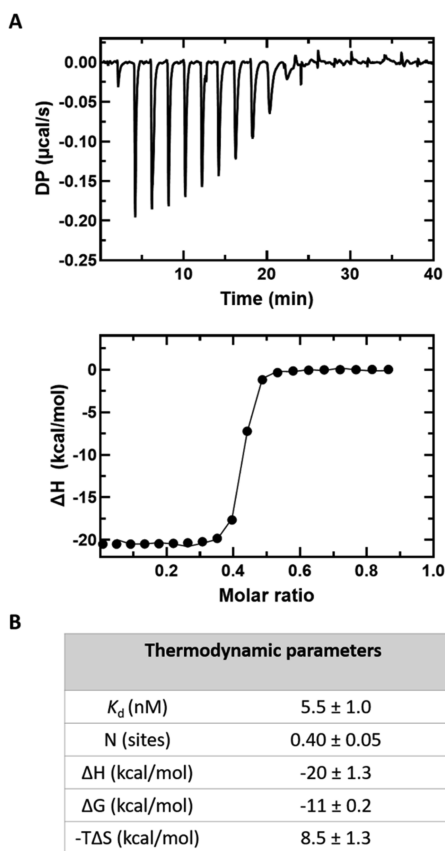 A
0.00
-0.05
-0.10
-0.15
-0.20
-0.25
DP (µcal/s)
10 20 30 40
Time (min)
0
-5
-10
-15
-20
ΔH (kcal/mol)
0.2 0.4 0.6 0.8 1.0
Molar ratio
B
Thermodynamic parameters
Kd (nM) 5.5 ± 1.0
N (sites) 0.40 ± 0.05
ΔH (kcal/mol) -20 ± 1.3
ΔG (kcal/mol) -11 ± 0.2
-TΔS (kcal/mol) 8.5 ± 1.3